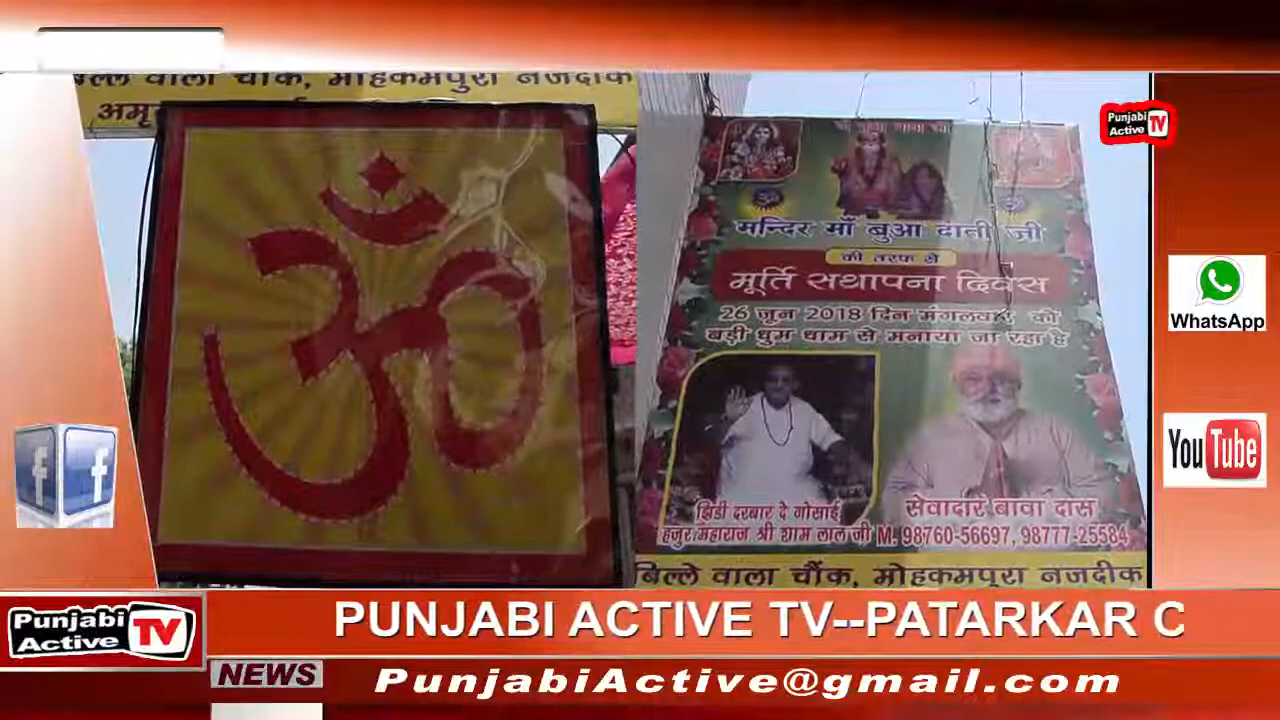 बिल्ले वाला चौंक, मोहकमपुरा नजदीक
ॐ
Punjabi
Active TV
मन्दिर माँ बुआ दाती जी
की तरफ से
मूर्ति सथापना दिवस
26 जून 2018 दिन मंगलवार को
बड़ी धुम धाम से मनाया जा रहा है
झिडी दरबार दे गोसाई
हजुर महाराज श्री शाम लाल जी
सेवादार बावा दास
M. 98760-56697, 98777-25584
बिल्ले वाला चौंक, मोहकमपुरा नजदीक
WhatsApp
YouTube
f f
Punjabi
Active TV
PUNJABI ACTIVE TV--PATARKAR C
NEWS
PunjabiActive@gmail.com